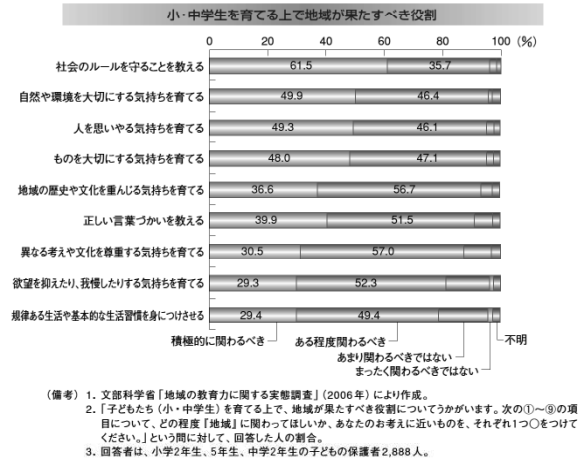 小・中学生を育てる上で地域が果たすべき役割
0 20 40 60 80 100 (%)
社会のルールを守ることを教える 61.5 35.7
自然や環境を大切にする気持ちを育てる 49.9 46.4
人を思いやる気持ちを育てる 49.3 46.1
ものを大切にする気持ちを育てる 48.0 47.1
地域の歴史や文化を重んじる気持ちを育てる 36.6 56.7
正しい言葉づかいを教える 39.9 51.5
異なる考えや文化を尊重する気持ちを育てる 30.5 57.0
欲望を抑えたり、我慢したりする気持ちを育てる 29.3 52.3
規律ある生活や基本的な生活習慣を身につけさせる 29.4 49.4
積極的に関わるべき ある程度関わるべき 不明
あまり関わるべきではない
まったく関わるべきではない
(備考) 1. 文部科学省「地域の教育力に関する実態調査」(2006年)により作成。
2. 「子どもたち(小・中学生)を育てる上で、地域が果たすべき役割についてうかがいます。次の①~⑨の項
目について、どの程度『地域』に関わってほしいか、あなたのお考えに近いものを、それぞれ1つ○をつけて
ください。」という問に対して、回答した人の割合。
3. 回答者は、小学2年生、5年生、中学2年生の子どもの保護者2,888人。